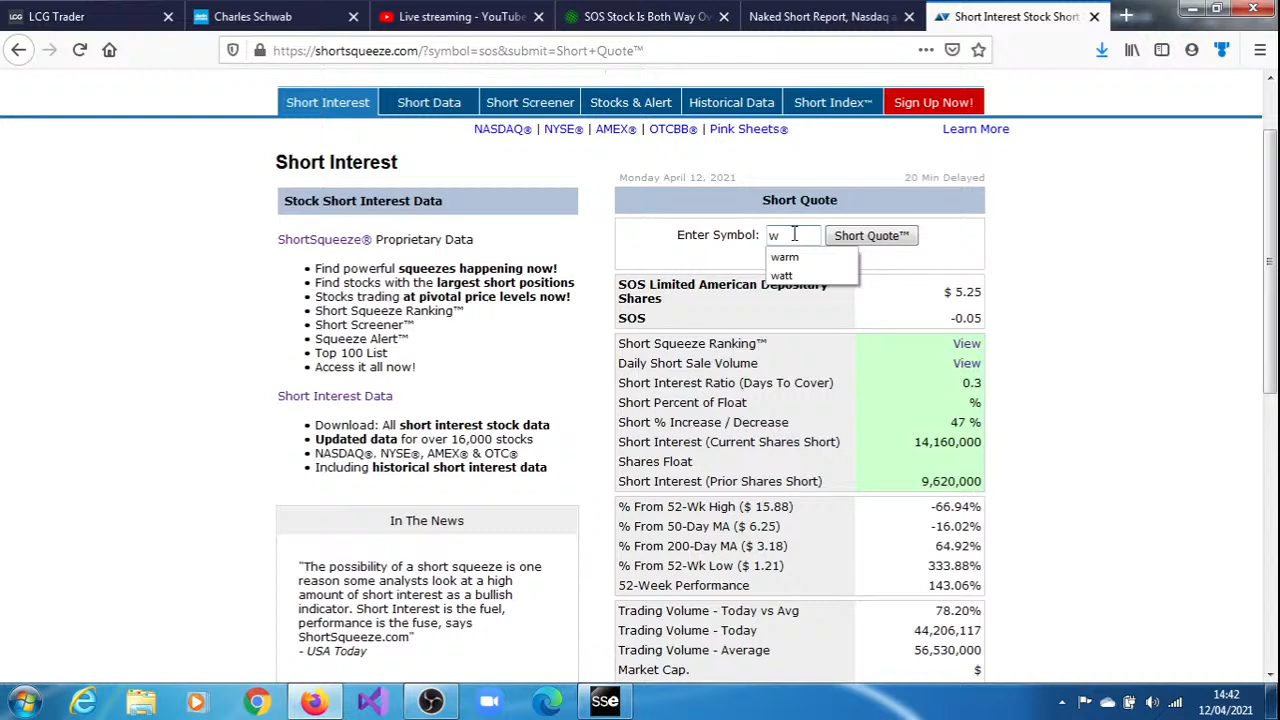 LCG Trader
Charles Schwab
Live streaming - YouTube
SOS Stock Is Both Way Ov
Naked Short Report, Nasdaq a
Short Interest Stock Short
https://shortsqueeze.com/?symbol=sos&submit=Short+Quote™
Short Interest
Short Data
Short Screener
Stocks & Alert
Historical Data
Short Index™
Sign Up Now!
NASDAQ® | NYSE® | AMEX® | OTCBB® | Pink Sheets®
Learn More
Short Interest
Stock Short Interest Data
ShortSqueeze® Proprietary Data
• Find powerful squeezes happening now!
• Find stocks with the largest short positions
• Stocks trading at pivotal price levels now!
• Short Squeeze Ranking™
• Short Screener™
• Squeeze Alert™
• Top 100 List
• Access it all now!
Short Interest Data
• Download: All short interest stock data
• Updated data for over 16,000 stocks
• NASDAQ®, NYSE®, AMEX® & OTC®
• Including historical short interest data
In The News
"The possibility of a short squeeze is one
reason some analysts look at a high
amount of short interest as a bullish
indicator. Short Interest is the fuel,
performance is the fuse, says
ShortSqueeze.com"
- USA Today
Monday April 12, 2021
20 Min Delayed
Short Quote
Enter Symbol: w Short Quote™
warm
watt
SOS Limited American Depositary
Shares $ 5.25
SOS -0.05
Short Squeeze Ranking™ View
Daily Short Sale Volume View
Short Interest Ratio (Days To Cover) 0.3
Short Percent of Float %
Short % Increase / Decrease 47 %
Short Interest (Current Shares Short) 14,160,000
Shares Float
Short Interest (Prior Shares Short) 9,620,000
% From 52-Wk High ($ 15.88) -66.94%
% From 50-Day MA ($ 6.25) -16.02%
% From 200-Day MA ($ 3.18) 64.92%
% From 52-Wk Low ($ 1.21) 333.88%
52-Week Performance 143.06%
Trading Volume - Today vs Avg 78.20%
Trading Volume - Today 44,206,117
Trading Volume - Average 56,530,000
Market Cap. $
sse
14:42
12/04/2021